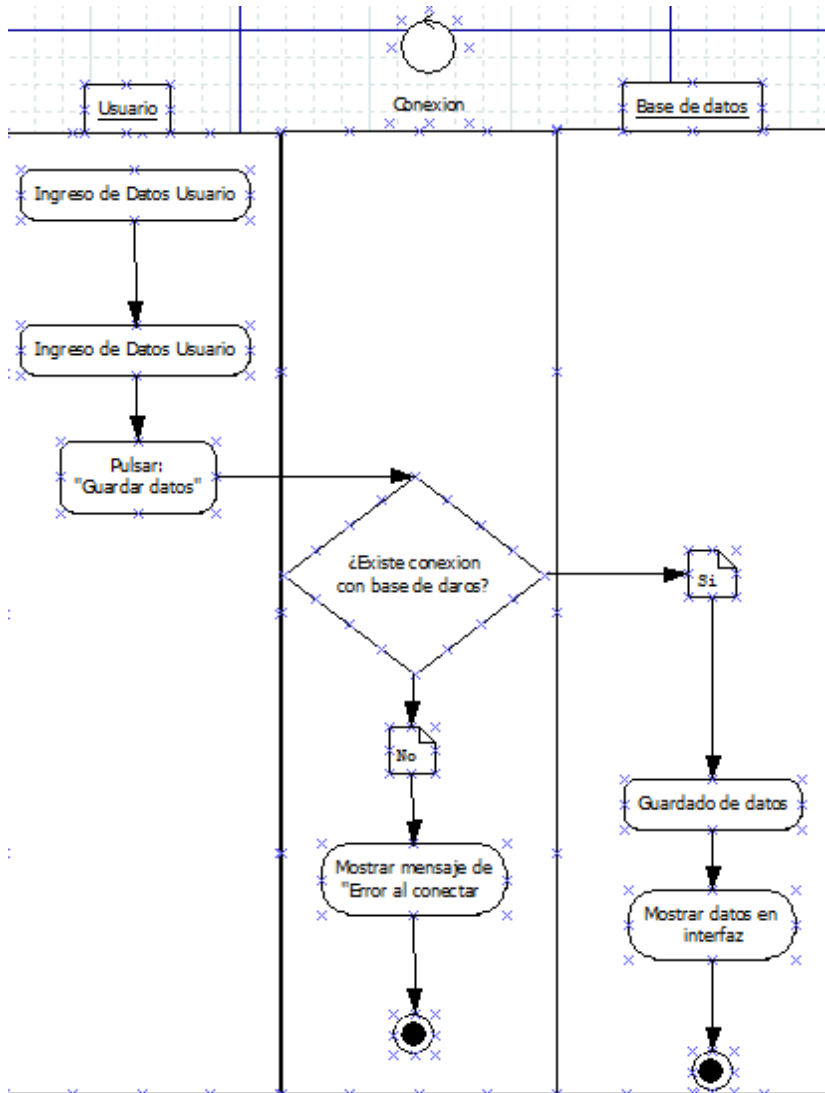 Usuario
Conexion
Base de datos
Ingreso de Datos Usuario
Ingreso de Datos Usuario
Pulsar:
"Guardar datos"
¿Existe conexion
con base de daros?
Si
No
Guardado de datos
Mostrar mensaje de
"Error al conectar
Mostrar datos en
interfaz